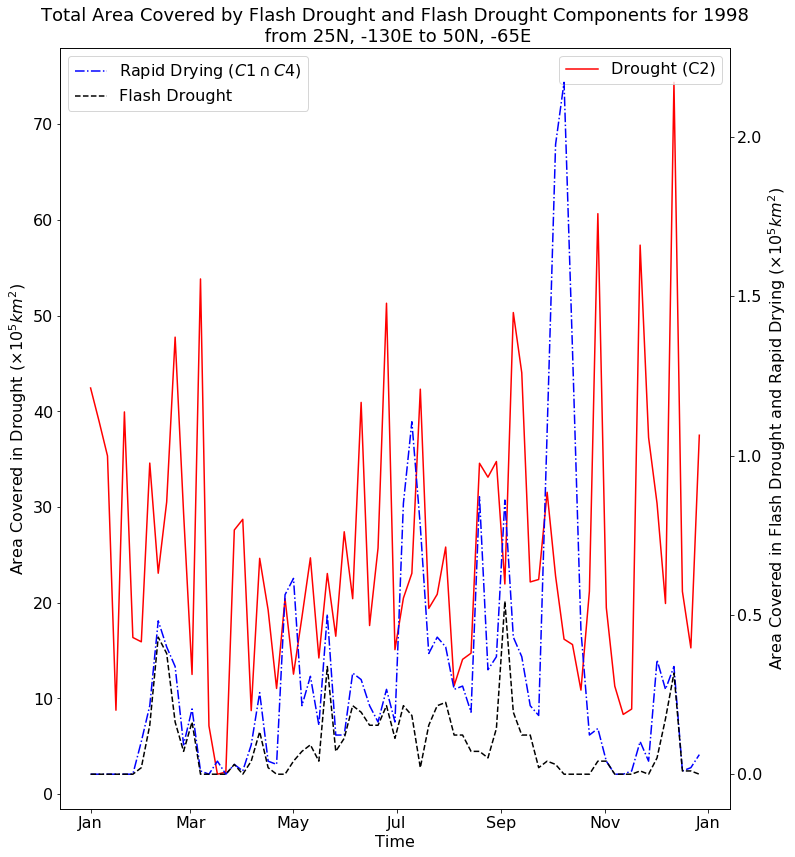 Total Area Covered by Flash Drought and Flash Drought Components for 1998
from 25N, -130E to 50N, -65E
Rapid Drying (C1 ∩ C4)
Flash Drought
Drought (C2)
70
60
50
40
30
20
10
0
Area Covered in Drought (×10⁵km²)
2.0
1.5
1.0
0.5
0.0
Area Covered in Flash Drought and Rapid Drying (×10⁵km²)
Jan Mar May Jul Sep Nov Jan
Time